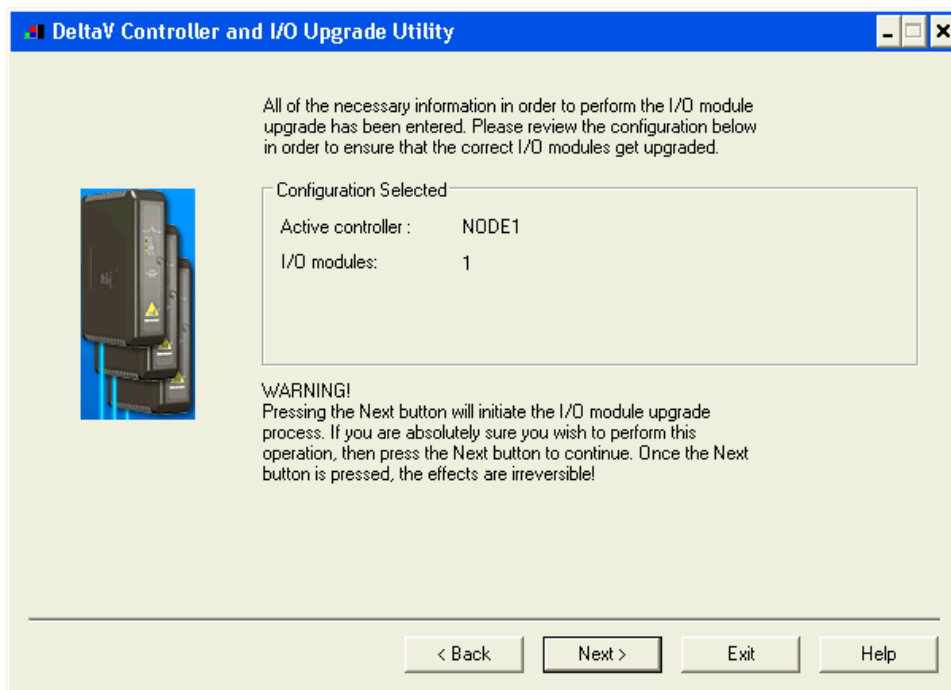 DeltaV Controller and I/O Upgrade Utility
All of the necessary information in order to perform the I/O module
upgrade has been entered. Please review the configuration below
in order to ensure that the correct I/O modules get upgraded.
Configuration Selected
Active controller : NODE1
I/O modules: 1
WARNING!
Pressing the Next button will initiate the I/O module upgrade
process. If you are absolutely sure you wish to perform this
operation, then press the Next button to continue. Once the Next
button is pressed, the effects are irreversible!
< Back Next > Exit Help